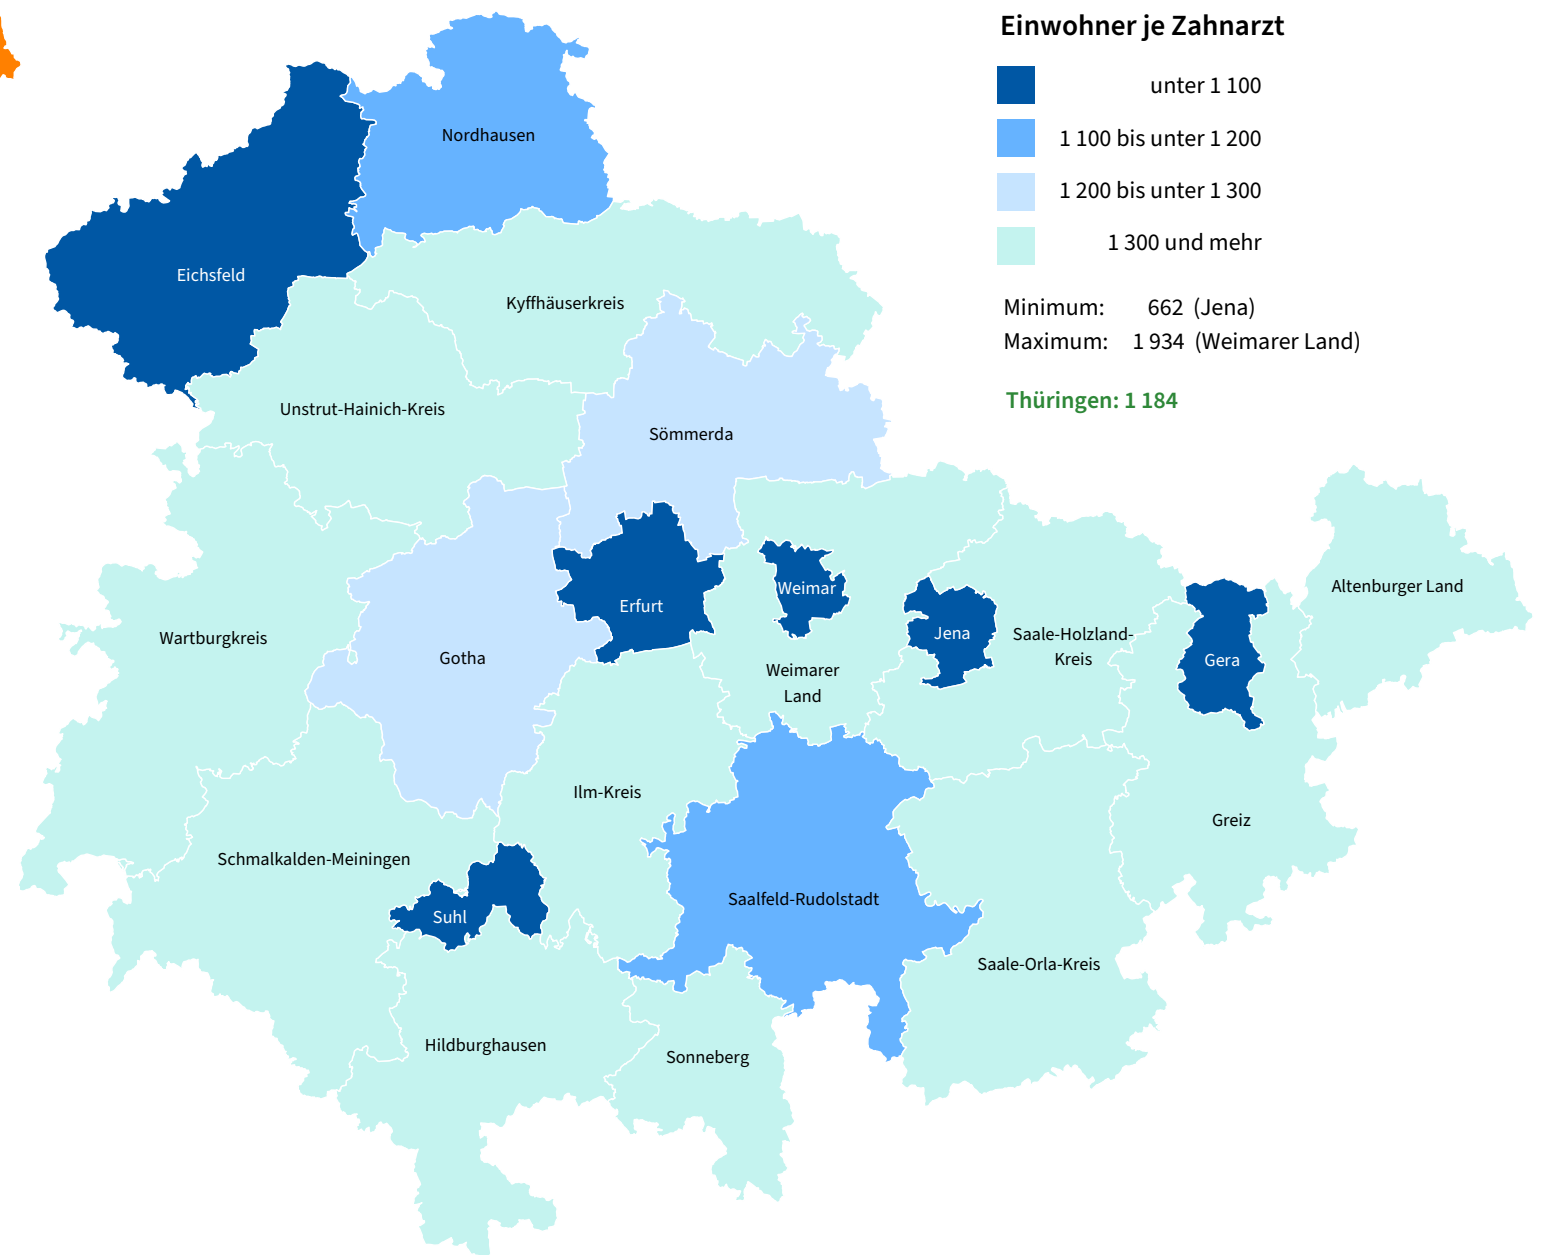 Einwohner je Zahnarzt
unter 1 100
1 100 bis unter 1 200
1 200 bis unter 1 300
1 300 und mehr
Minimum: 662 (Jena)
Maximum: 1 934 (Weimarer Land)
Thüringen: 1 184
Nordhausen
Eichsfeld
Kyffhäuserkreis
Unstrut-Hainich-Kreis
Sömmerda
Weimar
Altenburger Land
Erfurt
Jena
Saale-Holzland-
Kreis
Wartburgkreis
Gotha
Gera
Weimarer
Land
Ilm-Kreis
Greiz
Schmalkalden-Meiningen
Saalfeld-Rudolstadt
Suhl
Saale-Orla-Kreis
Hildburghausen
Sonneberg